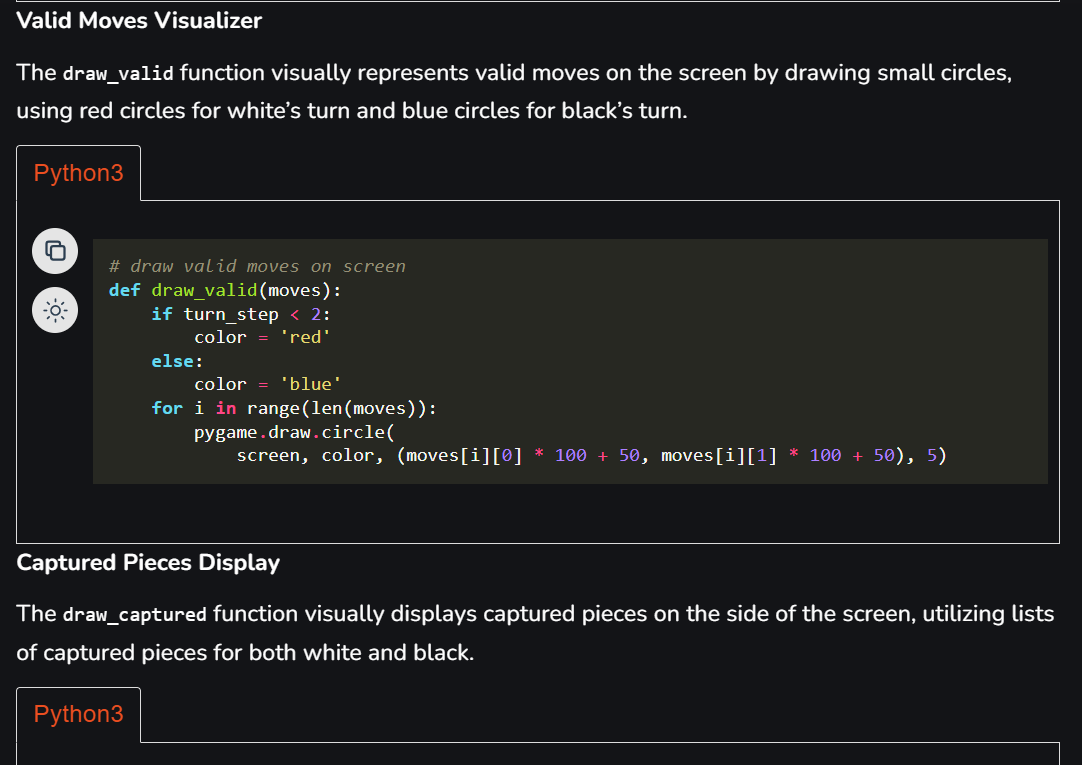 Valid Moves Visualizer
The draw_valid function visually represents valid moves on the screen by drawing small circles,
using red circles for white’s turn and blue circles for black’s turn.
Python3
# draw valid moves on screen
def draw_valid(moves):
    if turn_step < 2:
        color = 'red'
    else:
        color = 'blue'
    for i in range(len(moves)):
        pygame.draw.circle(
            screen, color, (moves[i][0] * 100 + 50, moves[i][1] * 100 + 50), 5)
Captured Pieces Display
The draw_captured function visually displays captured pieces on the side of the screen, utilizing lists
of captured pieces for both white and black.
Python3